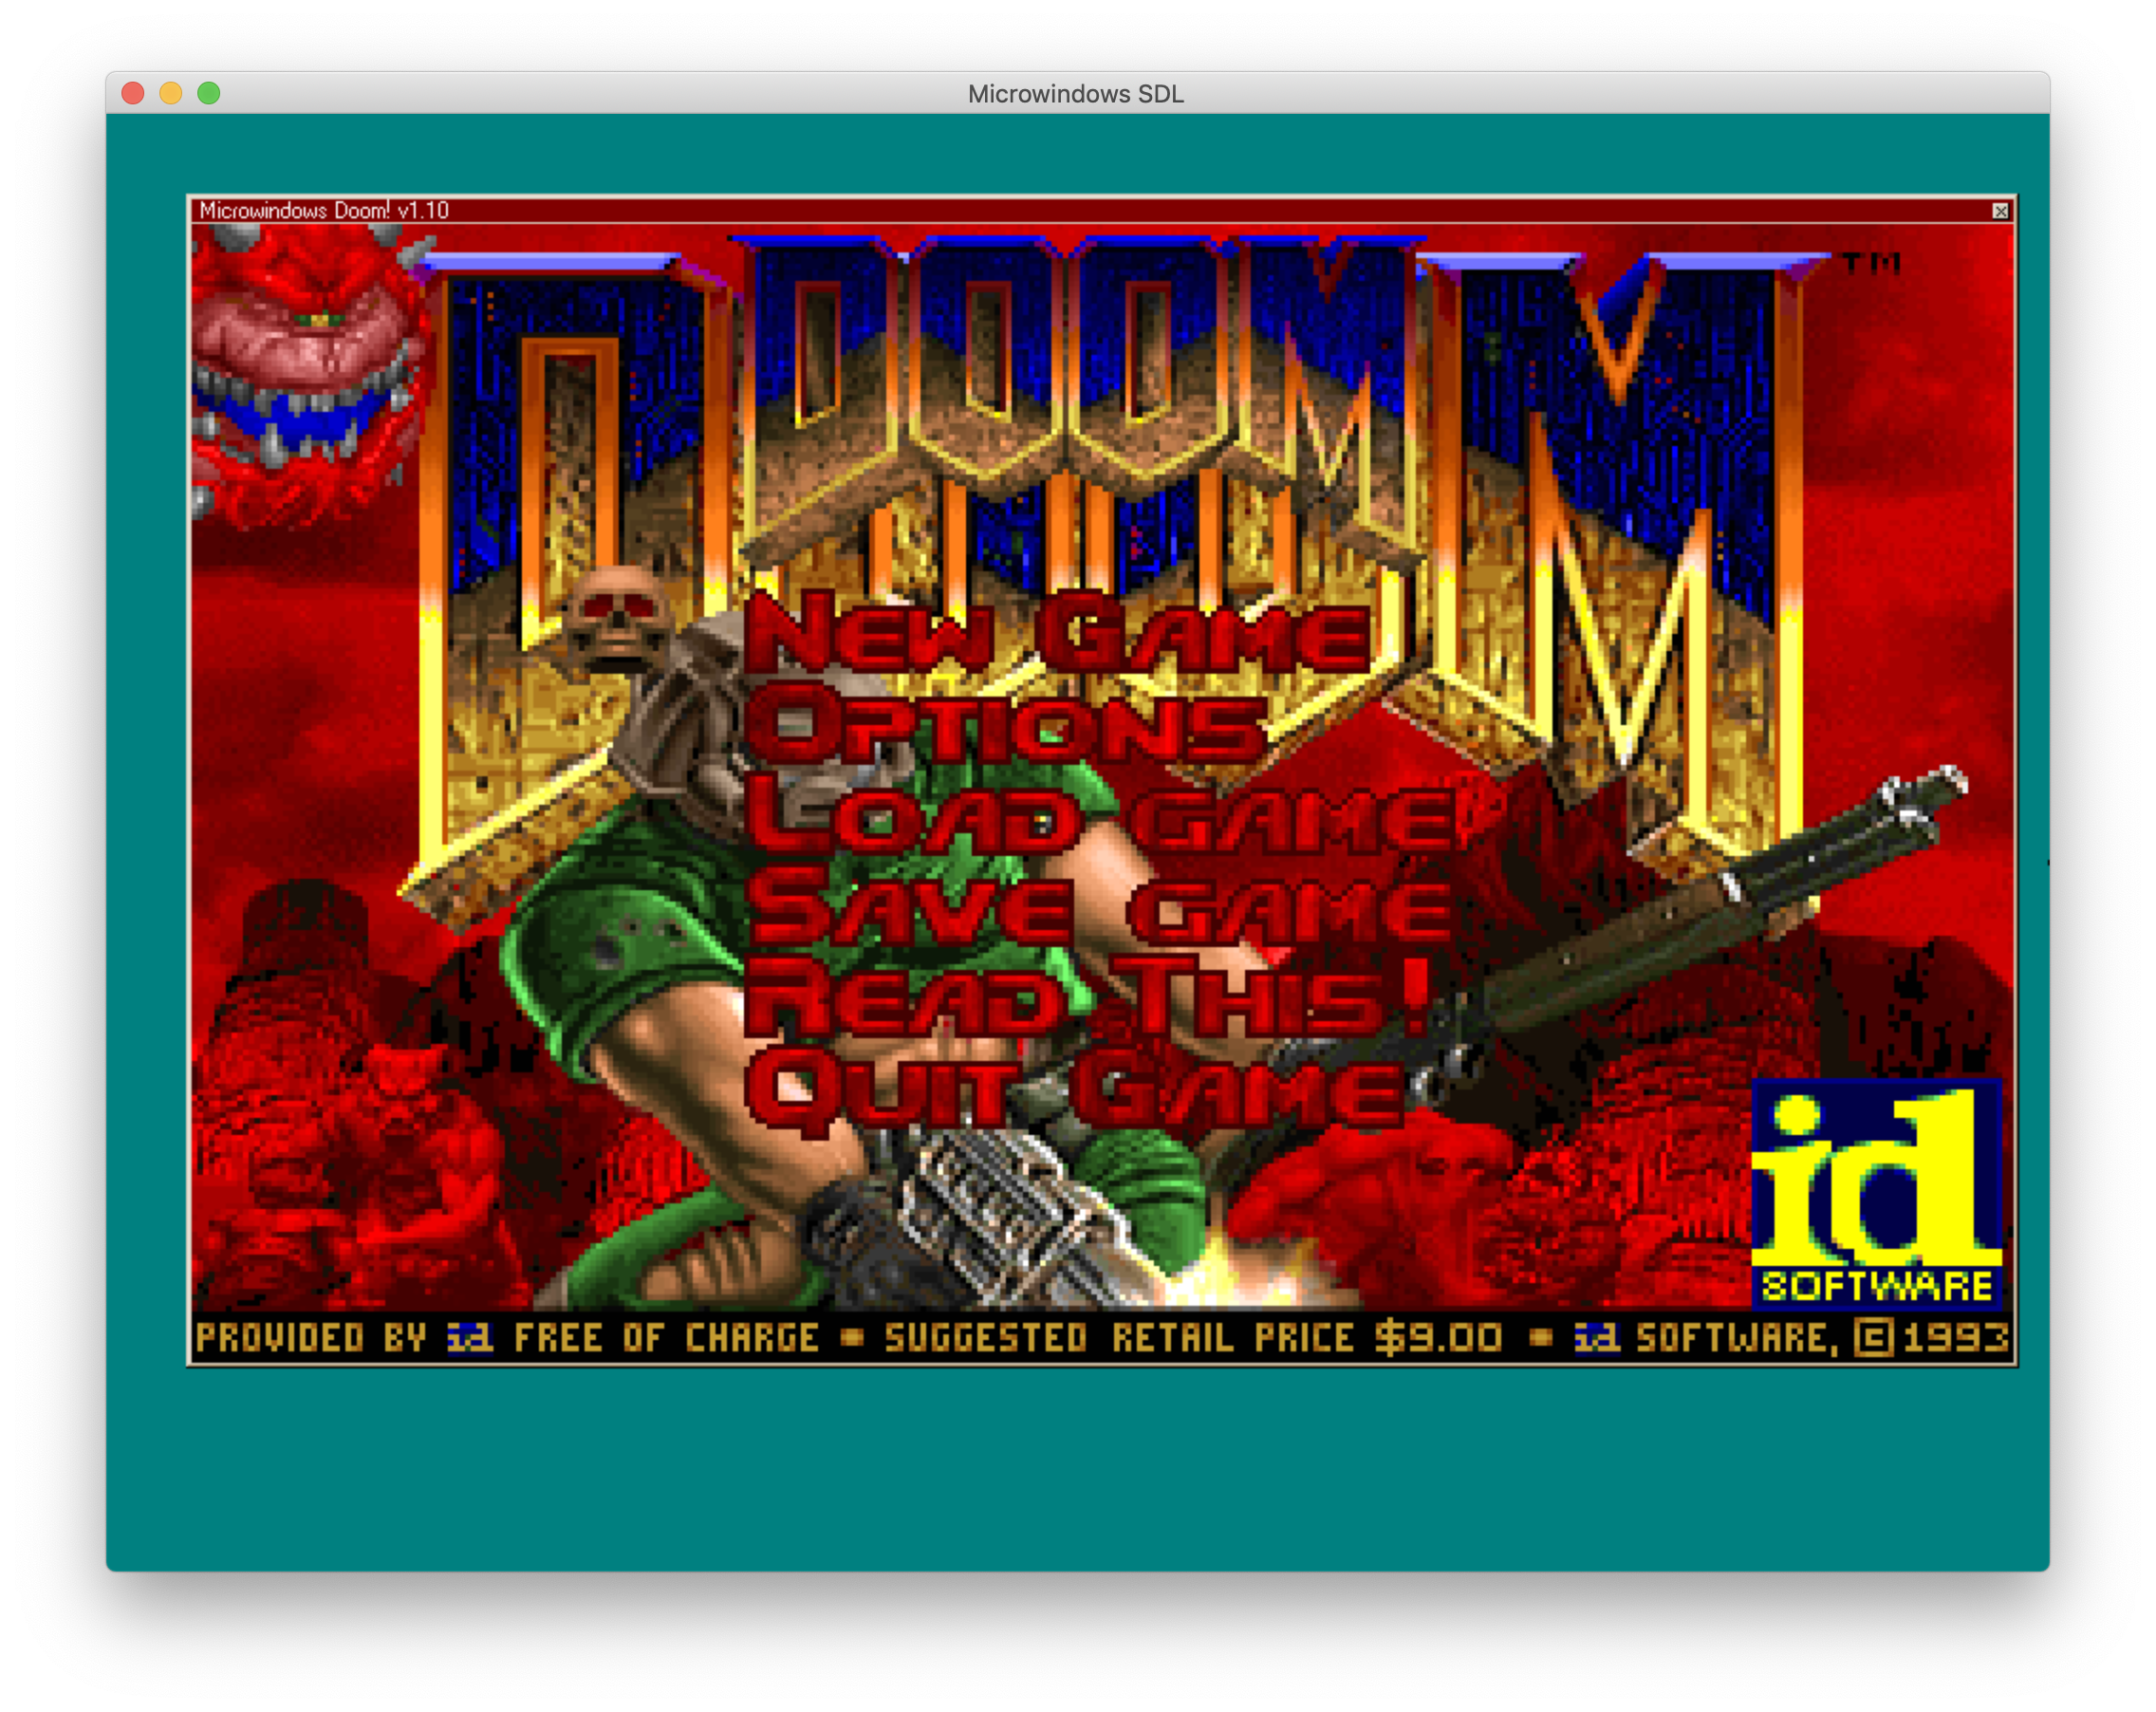 Microwindows SDL
Microwindows Doom! v1.10
DOOM
DOOM ™
New Game
Options
Load Game
Save Game
Read This!
Quit Game
id
SOFTWARE
PROVIDED BY id FREE OF CHARGE ▪ SUGGESTED RETAIL PRICE $9.00 ▪ id SOFTWARE, © 1993